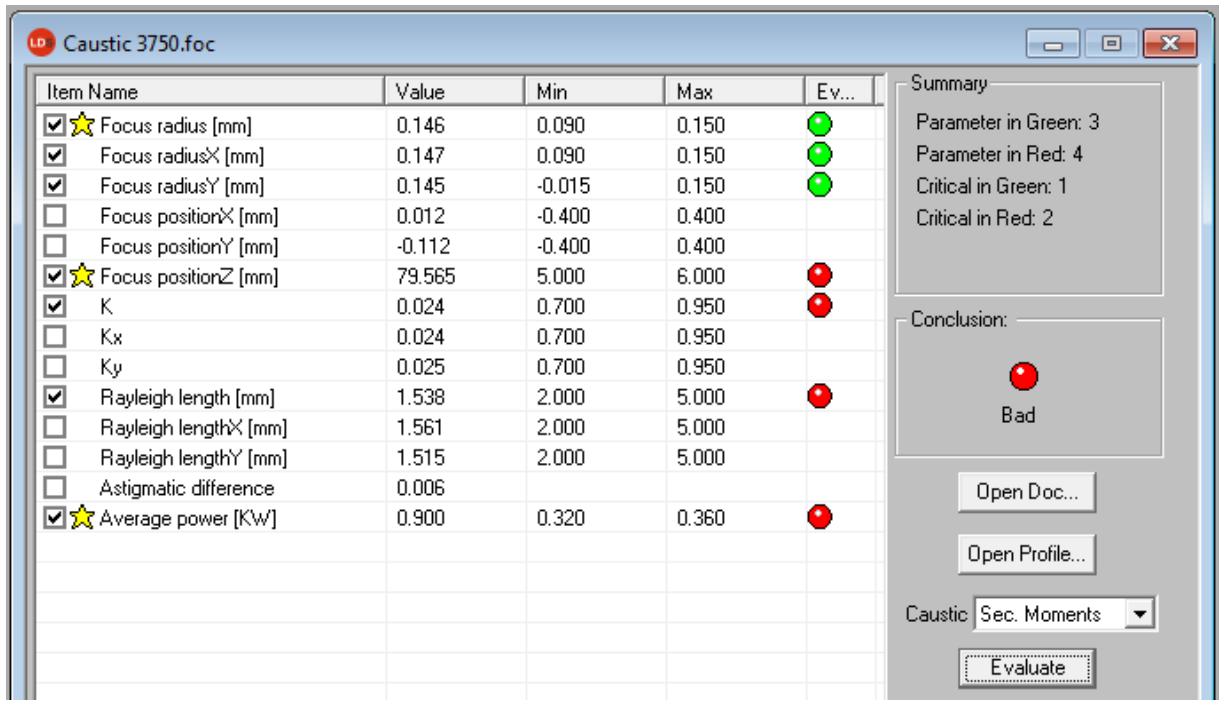 LDS Caustic 3750.foc
Item Name Value Min Max Ev...
Focus radius [mm] 0.146 0.090 0.150
Focus radiusX [mm] 0.147 0.090 0.150
Focus radiusY [mm] 0.145 -0.015 0.150
Focus positionX [mm] 0.012 -0.400 0.400
Focus positionY [mm] -0.112 -0.400 0.400
Focus positionZ [mm] 79.565 5.000 6.000
K 0.024 0.700 0.950
Kx 0.024 0.700 0.950
Ky 0.025 0.700 0.950
Rayleigh length [mm] 1.538 2.000 5.000
Rayleigh lengthX [mm] 1.561 2.000 5.000
Rayleigh lengthY [mm] 1.515 2.000 5.000
Astigmatic difference 0.006
Average power [KW] 0.900 0.320 0.360
Summary
Parameter in Green: 3
Parameter in Red: 4
Critical in Green: 1
Critical in Red: 2
Conclusion:
Bad
Open Doc...
Open Profile...
Caustic Sec. Moments
Evaluate